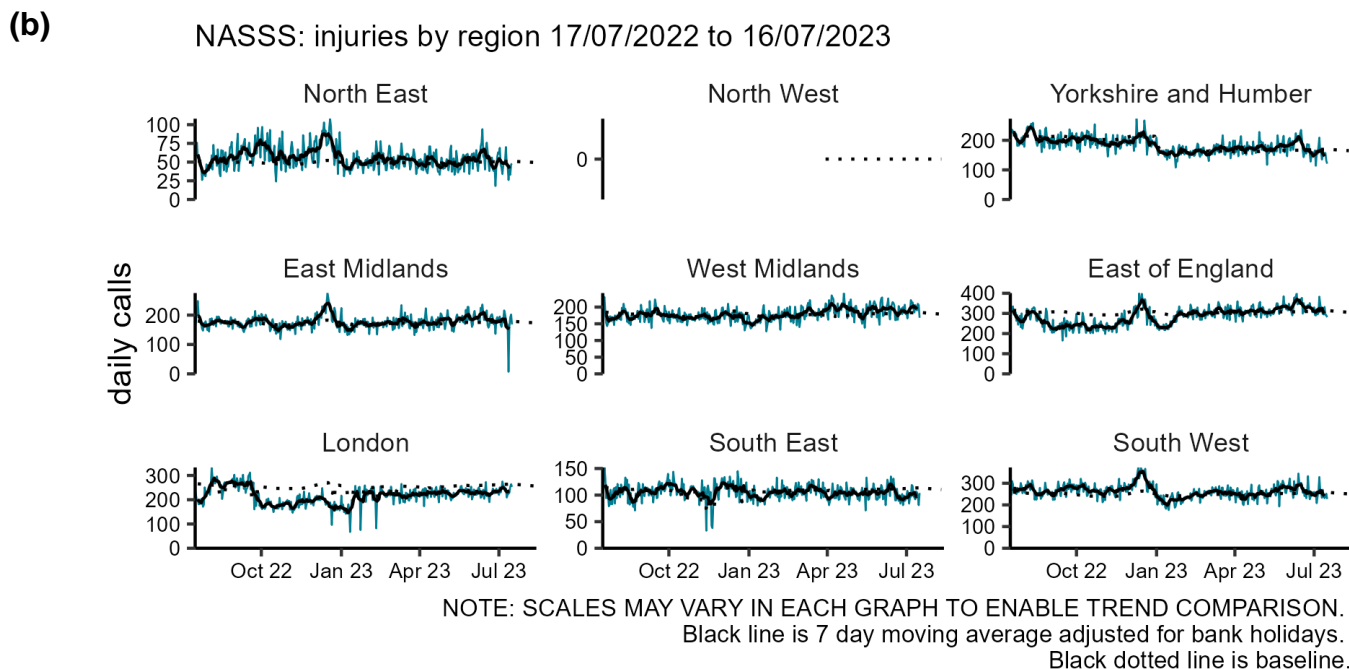 (b)
NASSS: injuries by region 17/07/2022 to 16/07/2023
North East
North West
Yorkshire and Humber
100
75
50
25
0
0
200
100
0
East Midlands
West Midlands
East of England
daily calls
200
100
0
200
150
100
50
0
400
300
200
100
0
London
South East
South West
300
200
100
0
150
100
50
0
300
200
100
0
Oct 22 Jan 23 Apr 23 Jul 23
Oct 22 Jan 23 Apr 23 Jul 23
Oct 22 Jan 23 Apr 23 Jul 23
NOTE: SCALES MAY VARY IN EACH GRAPH TO ENABLE TREND COMPARISON.
Black line is 7 day moving average adjusted for bank holidays.
Black dotted line is baseline.